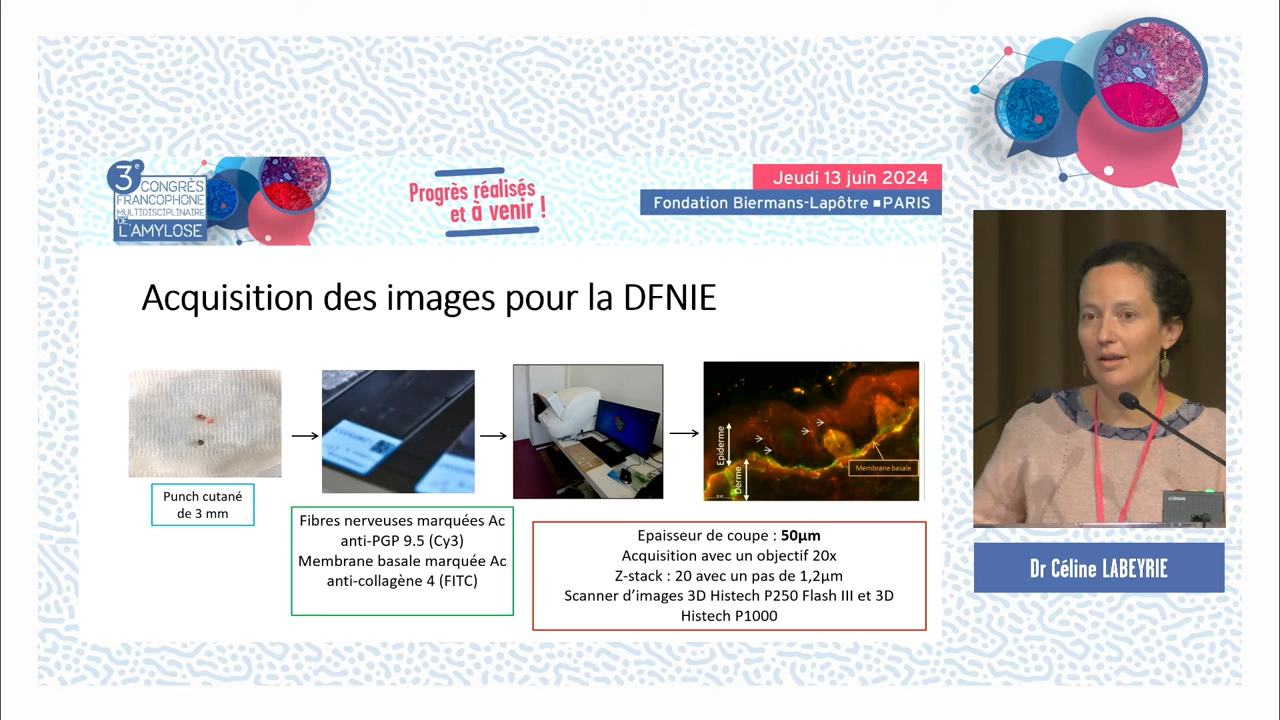 3e
CONGRÈS
FRANCOPHONE
MULTIDISCIPLINAIRE
DE
L'AMYLOSE
Progrès réalisés
et à venir !
Jeudi 13 juin 2024
Fondation Biermans-Lapôtre ■ PARIS
Acquisition des images pour la DFNIE
Punch cutané
de 3 mm
Fibres nerveuses marquées Ac
anti-PGP 9.5 (Cy3)
Membrane basale marquée Ac
anti-collagène 4 (FITC)
Epiderme
Derme
Membrane basale
Epaisseur de coupe : 50µm
Acquisition avec un objectif 20x
Z-stack : 20 avec un pas de 1,2µm
Scanner d'images 3D Histech P250 Flash III et 3D
Histech P1000
Dr Céline LABEYRIE